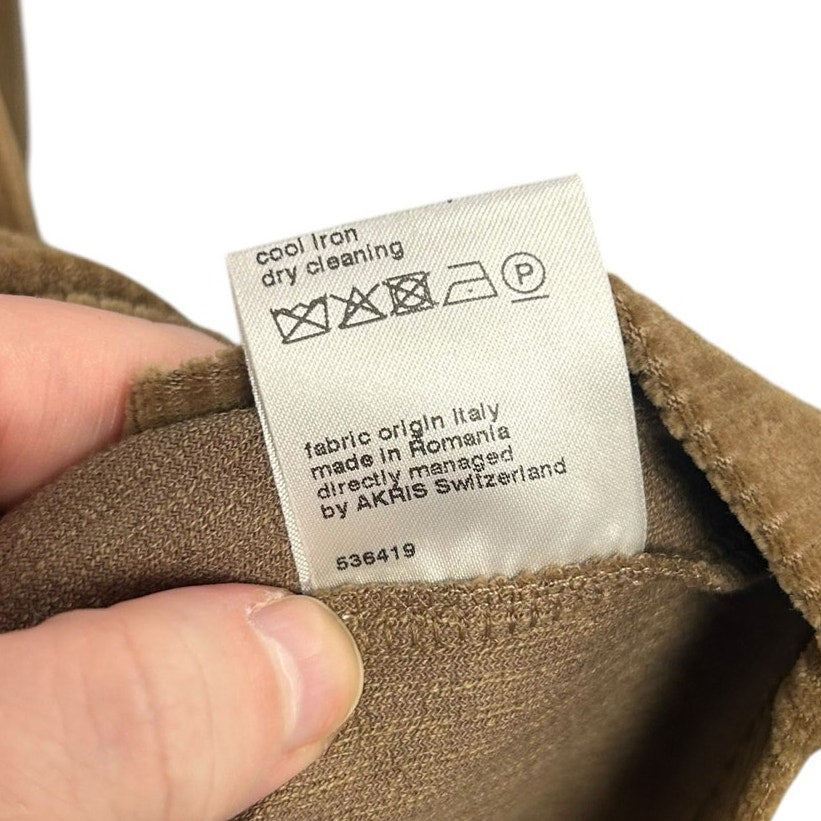 cool iron
dry cleaning
P
fabric origin Italy
made in Romania
directly managed
by AKRIS Switzerland
536419